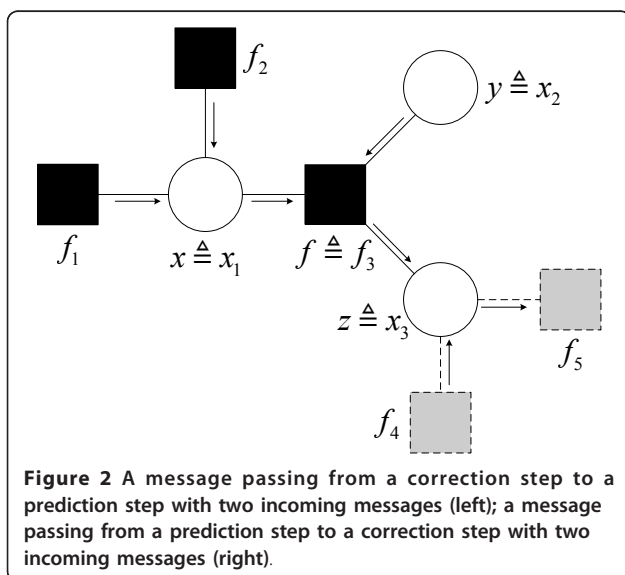 f₂
y ≜ x₂
f₁
x ≜ x₁
f ≜ f₃
z ≜ x₃
f₅
f₄
Figure 2 A message passing from a correction step to a
prediction step with two incoming messages (left); a message
passing from a prediction step to a correction step with two
incoming messages (right).